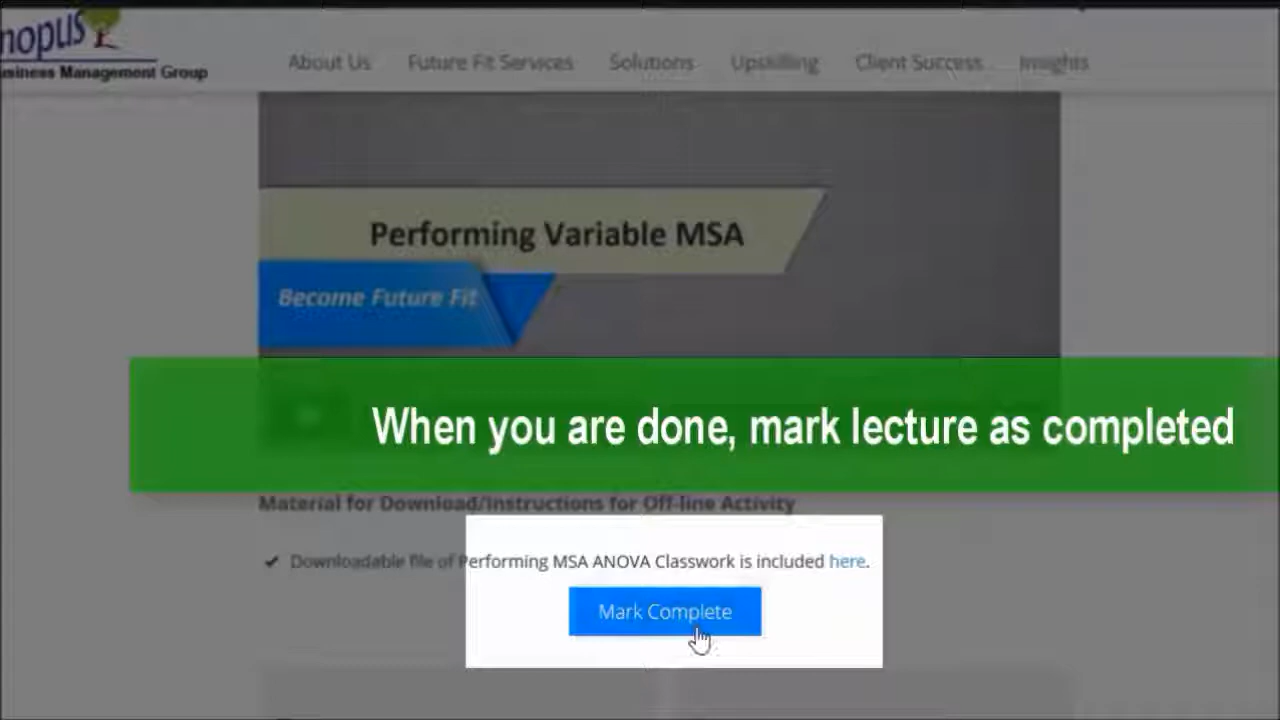 nopus
usiness Management Group
About Us Future Fit Services Solutions Upskilling Client Success Insights
Performing Variable MSA
Become Future Fit
When you are done, mark lecture as completed
Material for Download/Instructions for Off-line Activity
✔ Downloadable file of Performing MSA ANOVA Classwork is included here.
Mark Complete